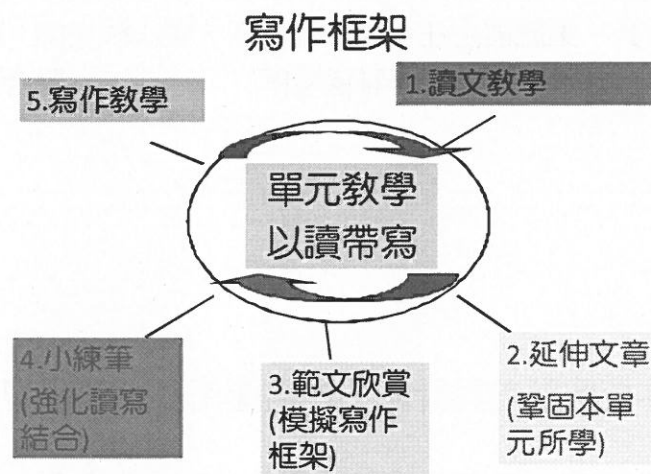 寫作框架
1.讀文教學
5.寫作教學
單元教學
以讀帶寫
2.延伸文章
(鞏固本單
元所學)
3.範文欣賞
(模擬寫作
框架)
4.小練筆
(強化讀寫
結合)